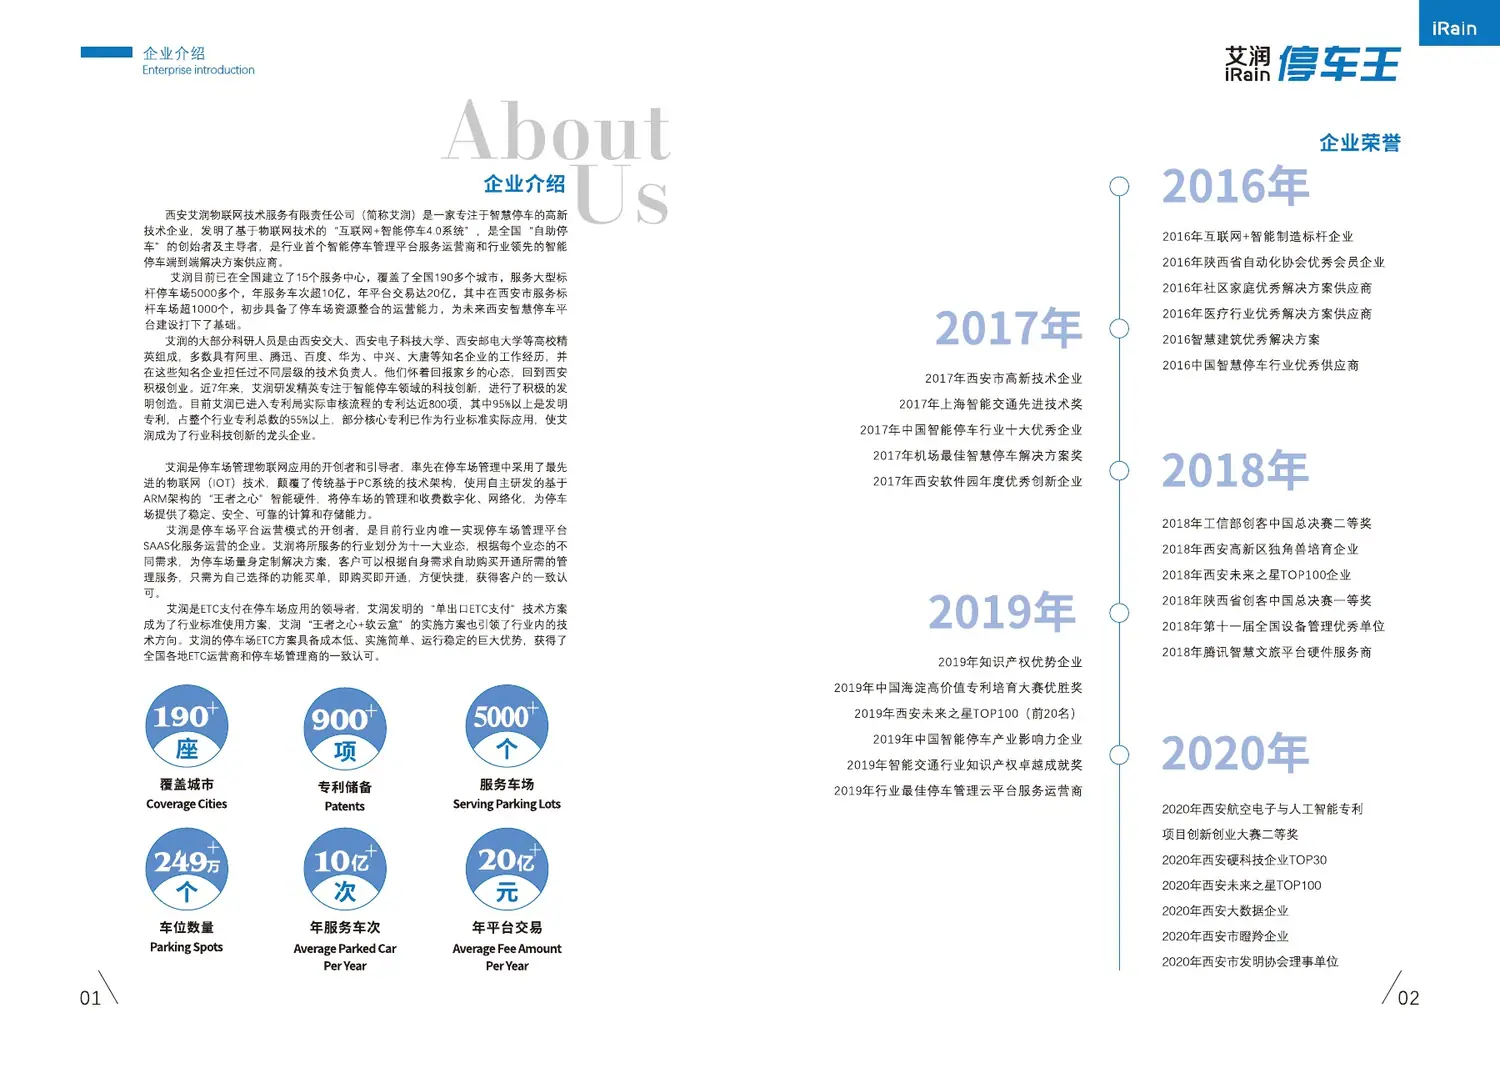 企业介绍
Enterprise introduction
About
Us
企业介绍
西安艾润物联网技术服务有限责任公司（简称艾润）是一家专注于智慧停车的高新
技术企业，发明了基于物联网技术的“互联网+智能停车4.0系统”，是全国“自助停
车”的创始者及主导者，是行业首个智能停车管理平台服务运营商和行业领先的智能
停车端到端解决方案供应商。
艾润目前已在全国建立了15个服务中心，覆盖了全国190多个城市，服务大型标
杆停车场5000多个，年服务车次超10亿，年平台交易达20亿，其中在西安市服务标
杆车场超1000个，初步具备了停车场资源整合的运营能力，为未来西安智慧停车平
台建设打下了基础。
艾润的大部分科研人员是由西安交大、西安电子科技大学、西安邮电大学等高校精
英组成，多数具有阿里、腾迅、百度、华为、中兴、大唐等知名企业的工作经历，并
在这些知名企业担任过不同层级的技术负责人。他们怀着回报家乡的心态，回到西安
积极创业。近7年来，艾润研发精英专注于智能停车领域的科技创新，进行了积极的发
明创造。目前艾润已进入专利局实际审核流程的专利达近800项，其中95%以上是发明
专利，占整个行业专利总数的55%以上，部分核心专利已作为行业标准实际应用，使艾
润成为了行业科技创新的龙头企业。
艾润是停车场管理物联网应用的开创者和引导者，率先在停车场管理中采用了最先
进的物联网（IOT）技术，颠覆了传统基于PC系统的技术架构，使用自主研发的基于
ARM架构的“王者之心”智能硬件，将停车场的管理和收费数字化、网络化，为停车
场提供了稳定、安全、可靠的计算和存储能力。
艾润是停车场平台运营模式的开创者，是目前行业内唯一实现停车场管理平台
SAAS化服务运营的企业。艾润将所服务的行业划分为十一大业态，根据每个业态的不
同需求，为停车场量身定制解决方案，客户可以根据自身需求自助购买开通所需的管
理服务，只需为自己选择的功能买单，即购买即开通，方便快捷，获得客户的一致认
可。
艾润是ETC支付在停车场应用的领导者，艾润发明的“单出口ETC支付”技术方案
成为了行业标准使用方案，艾润“王者之心+软云盒”的实施方案也引领了行业内的技
术方向。艾润的停车场ETC方案具备成本低、实施简单、运行稳定的巨大优势，获得了
全国各地ETC运营商和停车场管理商的一致认可。
190+
座
覆盖城市
Coverage Cities
900+
项
专利储备
Patents
5000+
个
服务车场
Serving Parking Lots
249万+
个
车位数量
Parking Spots
10亿+
次
年服务车次
Average Parked Car
Per Year
20亿+
元
年平台交易
Average Fee Amount
Per Year
01
iRain
艾润
iRain
停车王
企业荣誉
2016年
2016年互联网+智能制造标杆企业
2016年陕西省自动化协会优秀会员企业
2016年社区家庭优秀解决方案供应商
2016年医疗行业优秀解决方案供应商
2016智慧建筑优秀解决方案
2016中国智慧停车行业优秀供应商
2017年
2017年西安市高新技术企业
2017年上海智能交通先进技术奖
2017年中国智能停车行业十大优秀企业
2017年机场最佳智慧停车解决方案奖
2017年西安软件园年度优秀创新企业
2018年
2018年工信部创客中国总决赛二等奖
2018年西安高新区独角兽培育企业
2018年西安未来之星TOP100企业
2018年陕西省创客中国总决赛一等奖
2018年第十一届全国设备管理优秀单位
2018年腾讯智慧文旅平台硬件服务商
2019年
2019年知识产权优势企业
2019年中国海淀高价值专利培育大赛优胜奖
2019年西安未来之星TOP100（前20名）
2019年中国智能停车产业影响力企业
2019年智能交通行业知识产权卓越成就奖
2019年行业最佳停车管理云平台服务运营商
2020年
2020年西安航空电子与人工智能专利
项目创新创业大赛二等奖
2020年西安硬科技企业TOP30
2020年西安未来之星TOP100
2020年西安大数据企业
2020年西安市瞪羚企业
2020年西安市发明协会理事单位
02